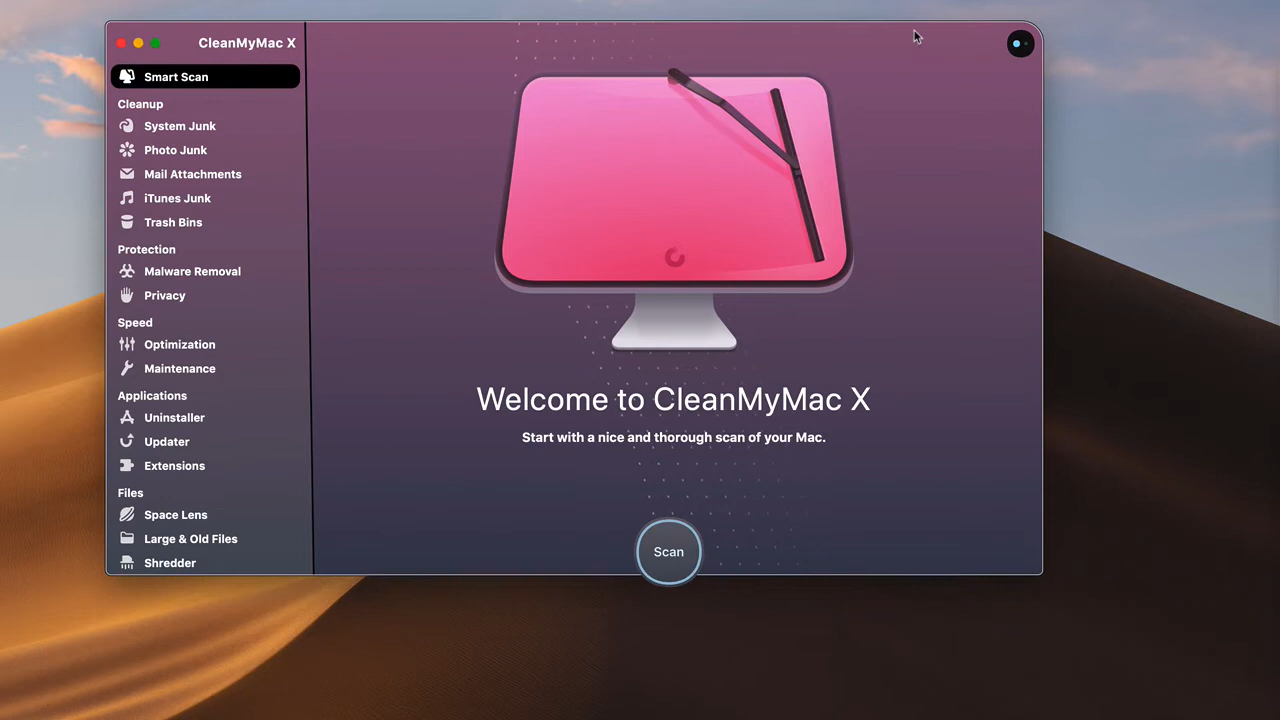 CleanMyMac X
Smart Scan
Cleanup
System Junk
Photo Junk
Mail Attachments
iTunes Junk
Trash Bins
Protection
Malware Removal
Privacy
Speed
Optimization
Maintenance
Applications
Uninstaller
Updater
Extensions
Files
Space Lens
Large & Old Files
Shredder
Welcome to CleanMyMac X
Start with a nice and thorough scan of your Mac.
Scan